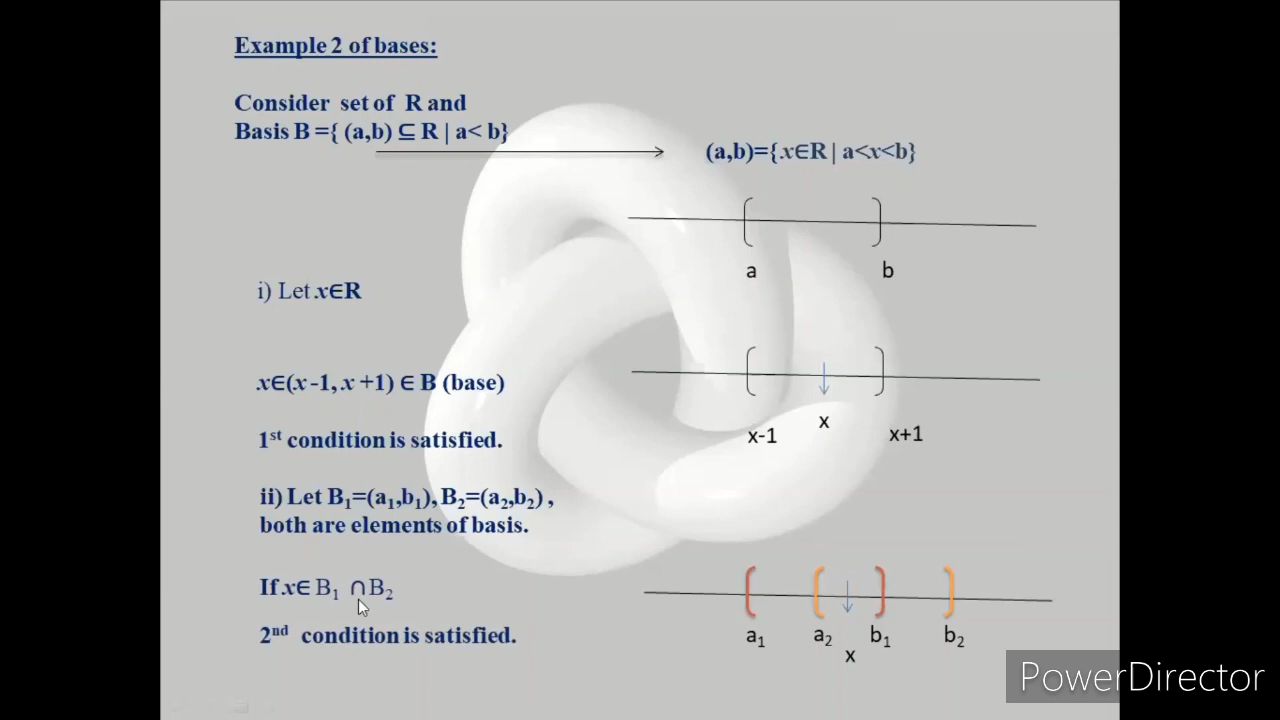 Example 2 of bases:
Consider set of R and
Basis B ={ (a,b) ⊆ R | a< b}
(a,b)={x∈R | a<x<b}
a b
i) Let x∈R
x∈(x-1, x +1) ∈ B (base)
x-1 x x+1
1st condition is satisfied.
ii) Let B₁=(a₁,b₁), B₂=(a₂,b₂) ,
both are elements of basis.
If x∈ B₁ ∩ B₂
2nd condition is satisfied.
a₁ a₂ b₁ b₂
x
PowerDirector